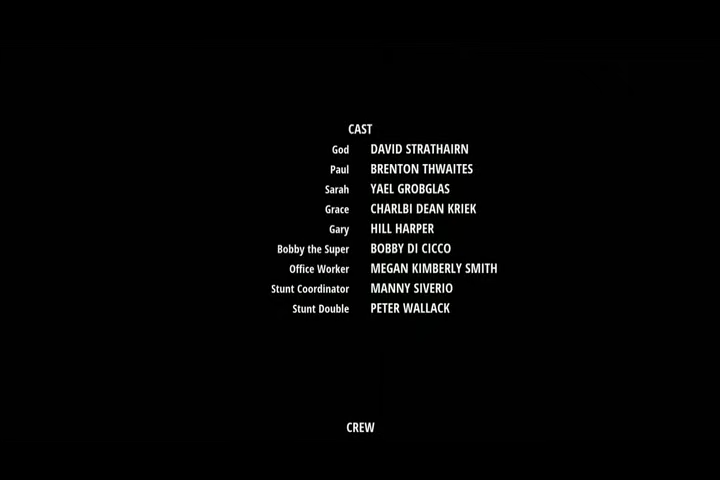 CAST
God DAVID STRATHAIRN
Paul BRENTON THWAITES
Sarah YAEL GROBGLAS
Grace CHARLBI DEAN KRIEK
Gary HILL HARPER
Bobby the Super BOBBY DI CICCO
Office Worker MEGAN KIMBERLY SMITH
Stunt Coordinator MANNY SIVERIO
Stunt Double PETER WALLACK
CREW